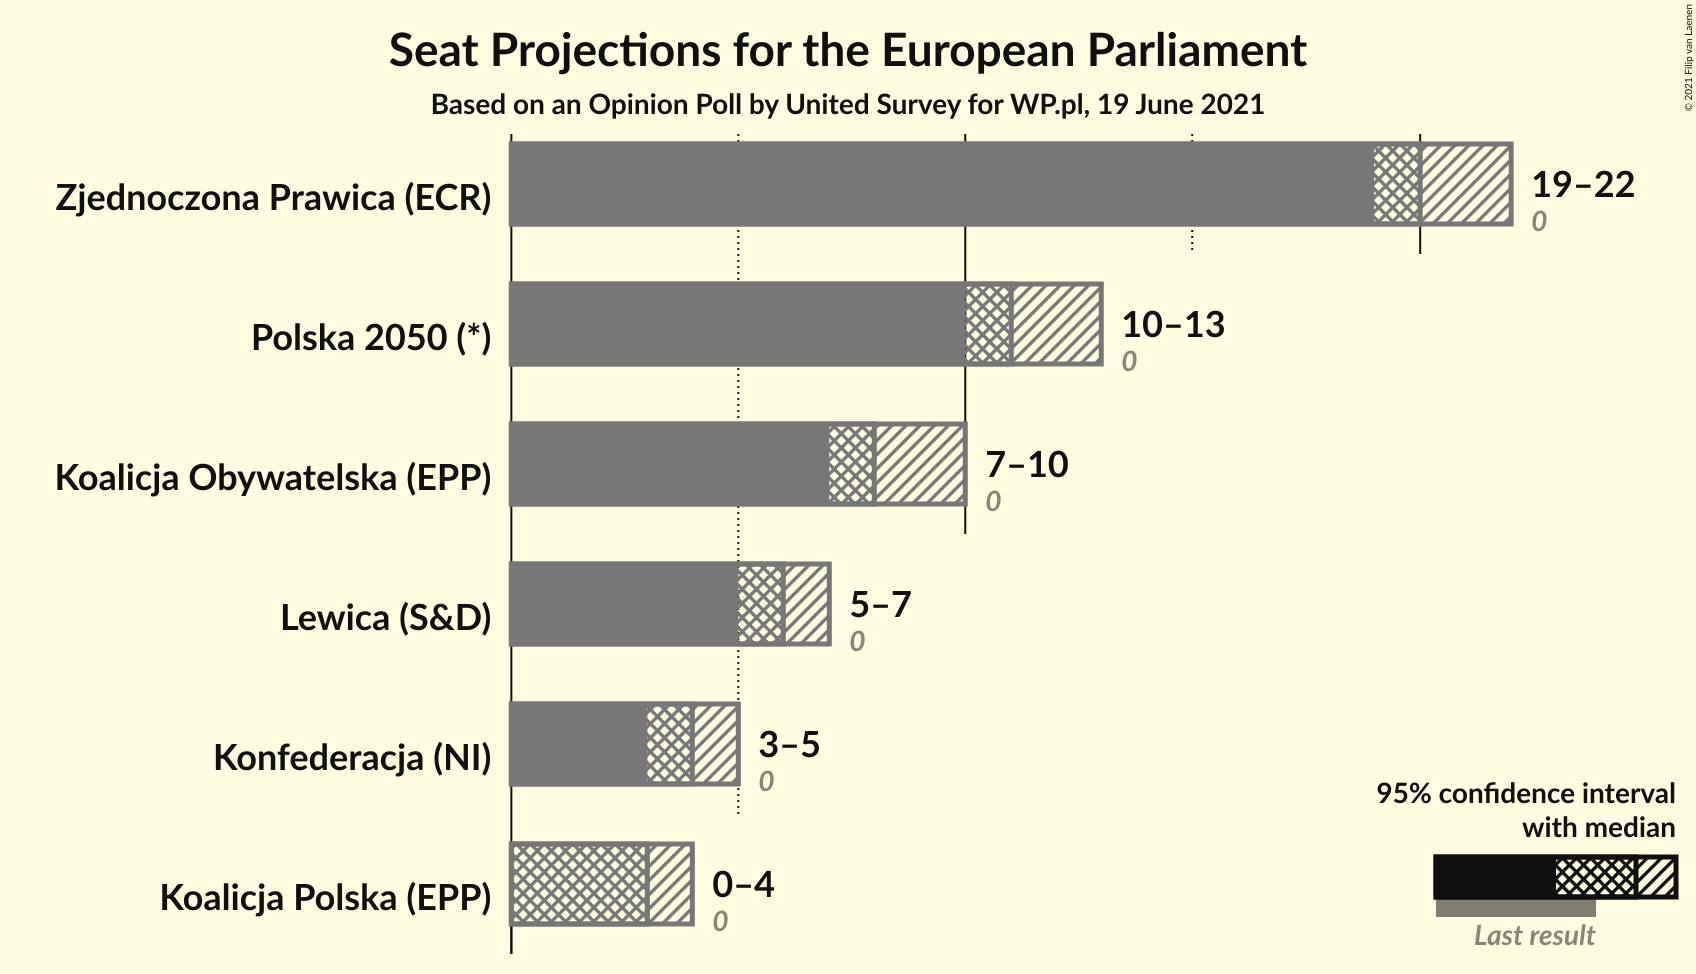 Seat Projections for the European Parliament
Based on an Opinion Poll by United Survey for WP.pl, 19 June 2021
© 2021 Filip van Laenen
Zjednoczona Prawica (ECR)
19–22
0
Polska 2050 (*)
10–13
0
Koalicja Obywatelska (EPP)
7–10
0
Lewica (S&D)
5–7
0
Konfederacja (NI)
3–5
0
Koalicja Polska (EPP)
0–4
0
95% confidence interval
with median
Last result